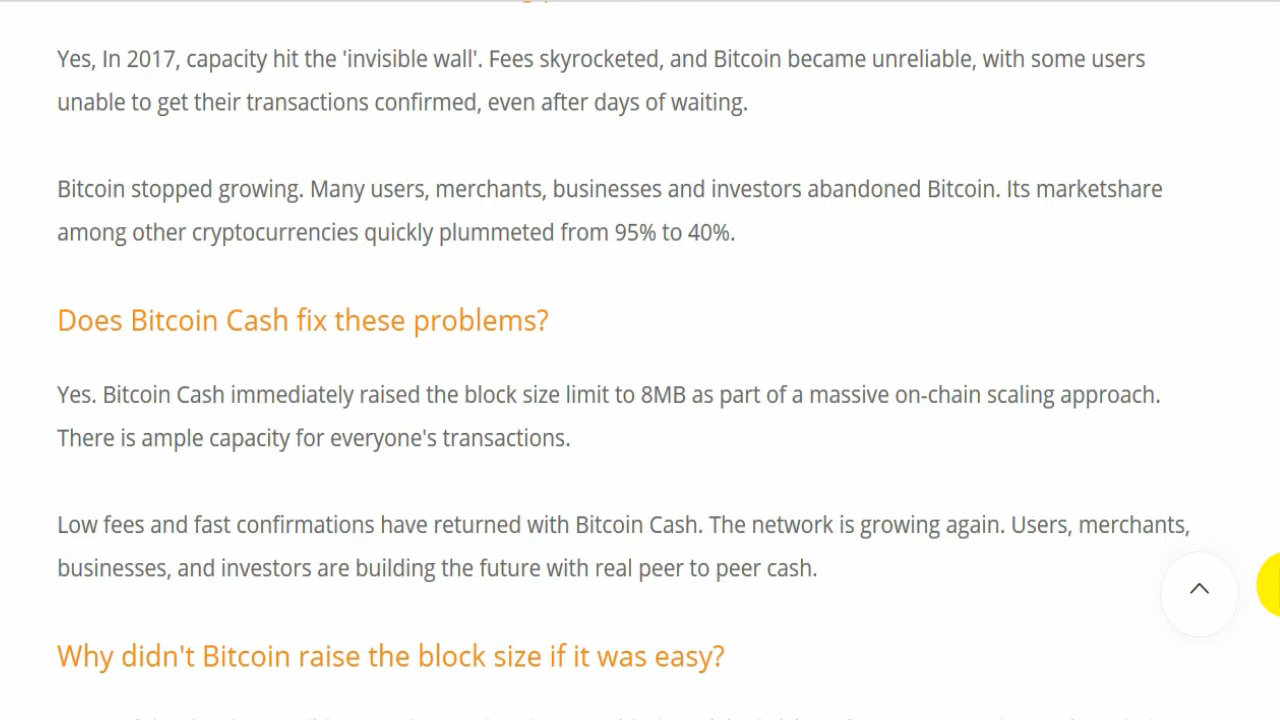 Yes, In 2017, capacity hit the 'invisible wall'. Fees skyrocketed, and Bitcoin became unreliable, with some users
unable to get their transactions confirmed, even after days of waiting.
Bitcoin stopped growing. Many users, merchants, businesses and investors abandoned Bitcoin. Its marketshare
among other cryptocurrencies quickly plummeted from 95% to 40%.
Does Bitcoin Cash fix these problems?
Yes. Bitcoin Cash immediately raised the block size limit to 8MB as part of a massive on-chain scaling approach.
There is ample capacity for everyone's transactions.
Low fees and fast confirmations have returned with Bitcoin Cash. The network is growing again. Users, merchants,
businesses, and investors are building the future with real peer to peer cash.
Why didn't Bitcoin raise the block size if it was easy?